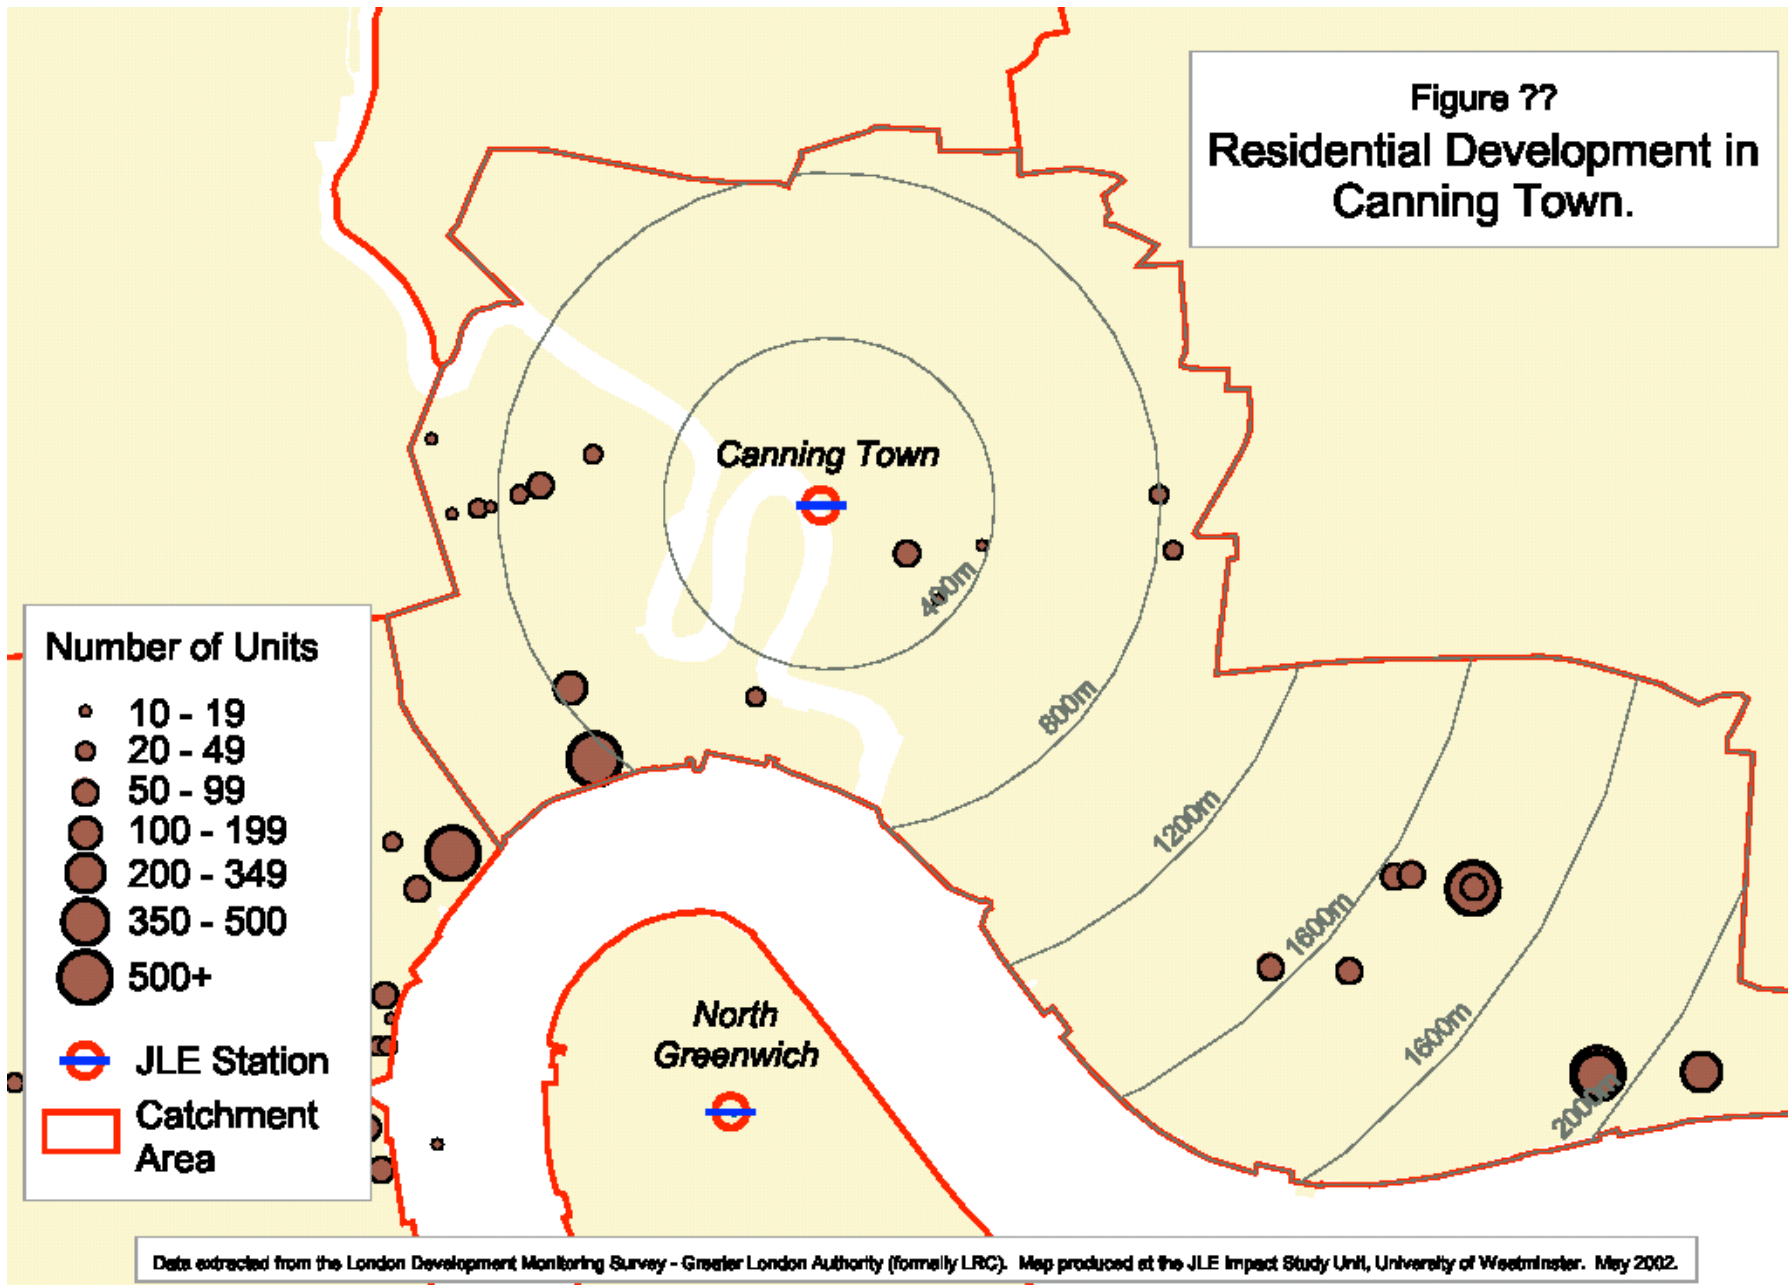 Figure ??
Residential Development in
Canning Town.
Canning Town
400m
800m
1200m
1600m
1600m
2000m
North
Greenwich
Number of Units
10 - 19
20 - 49
50 - 99
100 - 199
200 - 349
350 - 500
500+
JLE Station
Catchment
Area
Data extracted from the London Development Monitoring Survey - Greater London Authority (formally LRC). Map produced at the JLE Impact Study Unit, University of Westminster. May 2002.